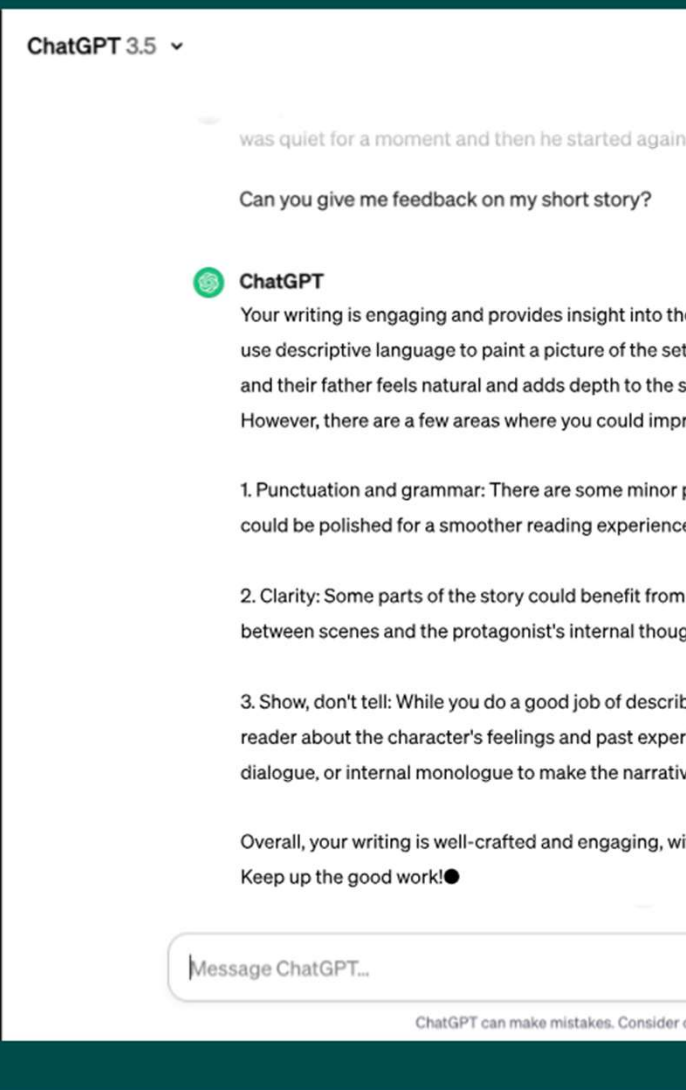 ChatGPT 3.5
was quiet for a moment and then he started again
Can you give me feedback on my short story?
ChatGPT
Your writing is engaging and provides insight into the
use descriptive language to paint a picture of the set
and their father feels natural and adds depth to the s
However, there are a few areas where you could impr
1. Punctuation and grammar: There are some minor p
could be polished for a smoother reading experience
2. Clarity: Some parts of the story could benefit from
between scenes and the protagonist's internal thoug
3. Show, don't tell: While you do a good job of describ
reader about the character's feelings and past exper
dialogue, or internal monologue to make the narrativ
Overall, your writing is well-crafted and engaging, wi
Keep up the good work!
Message ChatGPT...
ChatGPT can make mistakes. Consider c